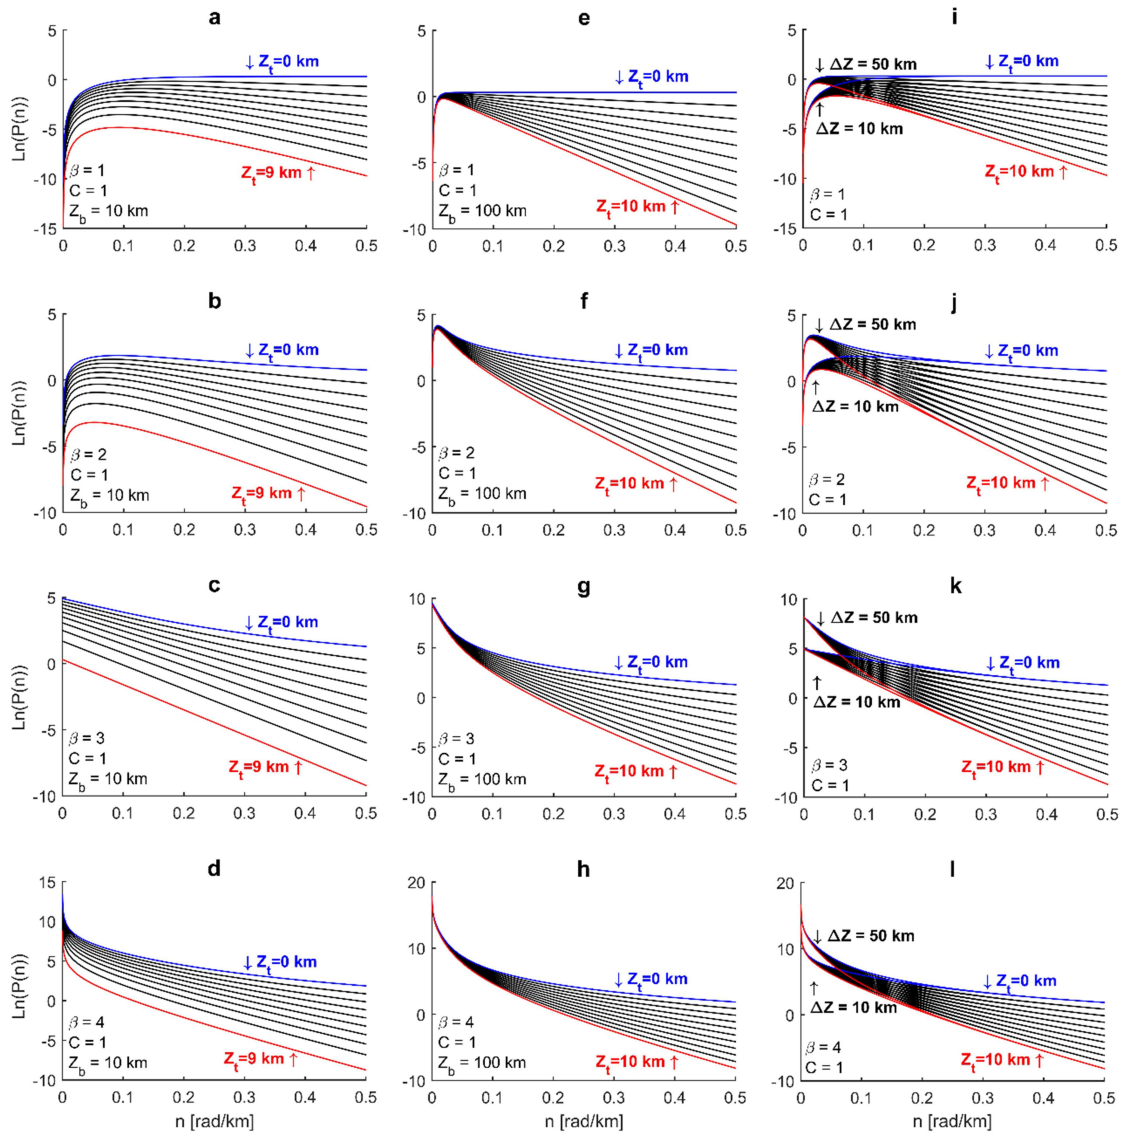 a
Ln(P(n))
5
0
-5
-10
-15
↓ Z_t=0 km
Z_t=9 km ↑
β = 1
C = 1
Z_b = 10 km
0 0.1 0.2 0.3 0.4 0.5
e
5
0
-5
-10
↓ Z_t=0 km
Z_t=10 km ↑
β = 1
C = 1
Z_b = 100 km
0 0.1 0.2 0.3 0.4 0.5
i
5
0
-5
-10
-15
↓ ΔZ = 50 km
↓ Z_t=0 km
↑
ΔZ = 10 km
Z_t=10 km ↑
β = 1
C = 1
0 0.1 0.2 0.3 0.4 0.5
b
Ln(P(n))
5
0
-5
-10
↓ Z_t=0 km
Z_t=9 km ↑
β = 2
C = 1
Z_b = 10 km
0 0.1 0.2 0.3 0.4 0.5
f
5
0
-5
-10
↓ Z_t=0 km
Z_t=10 km ↑
β = 2
C = 1
Z_b = 100 km
0 0.1 0.2 0.3 0.4 0.5
j
5
0
-5
-10
↓ ΔZ = 50 km
↓ Z_t=0 km
↑
ΔZ = 10 km
Z_t=10 km ↑
β = 2
C = 1
0 0.1 0.2 0.3 0.4 0.5
c
Ln(P(n))
5
0
-5
-10
↓ Z_t=0 km
Z_t=9 km ↑
β = 3
C = 1
Z_b = 10 km
0 0.1 0.2 0.3 0.4 0.5
g
10
5
0
-5
-10
↓ Z_t=0 km
Z_t=10 km ↑
β = 3
C = 1
Z_b = 100 km
0 0.1 0.2 0.3 0.4 0.5
k
15
10
5
0
-5
-10
↓ ΔZ = 50 km
↓ Z_t=0 km
↑
ΔZ = 10 km
Z_t=10 km ↑
β = 3
C = 1
0 0.1 0.2 0.3 0.4 0.5
d
Ln(P(n))
15
10
5
0
-5
-10
↓ Z_t=0 km
Z_t=9 km ↑
β = 4
C = 1
Z_b = 10 km
0 0.1 0.2 0.3 0.4 0.5
n [rad/km]
h
20
10
0
-10
↓ Z_t=0 km
Z_t=10 km ↑
β = 4
C = 1
Z_b = 100 km
0 0.1 0.2 0.3 0.4 0.5
n [rad/km]
l
20
10
0
-10
↓ ΔZ = 50 km
↓ Z_t=0 km
↑
ΔZ = 10 km
Z_t=10 km ↑
β = 4
C = 1
0 0.1 0.2 0.3 0.4 0.5
n [rad/km]